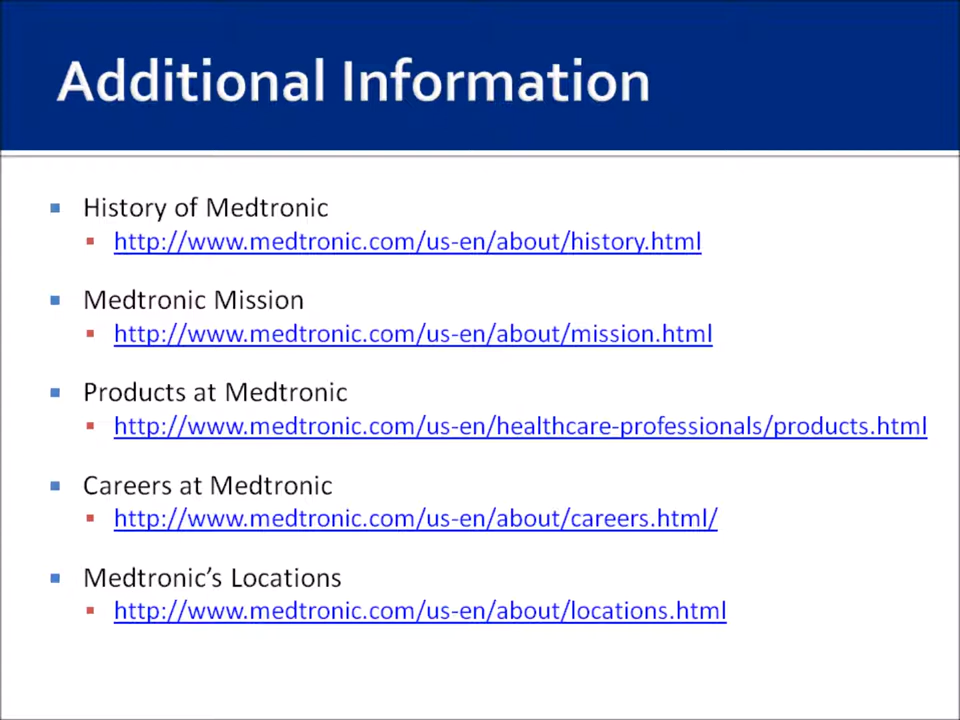 Additional Information
History of Medtronic
http://www.medtronic.com/us-en/about/history.html
Medtronic Mission
http://www.medtronic.com/us-en/about/mission.html
Products at Medtronic
http://www.medtronic.com/us-en/healthcare-professionals/products.html
Careers at Medtronic
http://www.medtronic.com/us-en/about/careers.html/
Medtronic’s Locations
http://www.medtronic.com/us-en/about/locations.html